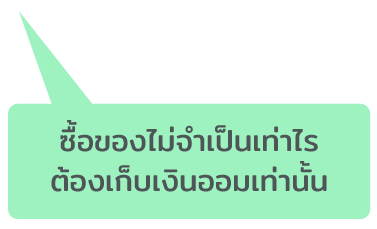 ซื้อของไม่จำเป็นเท่าไร
ต้องเก็บเงินออมเท่านั้น